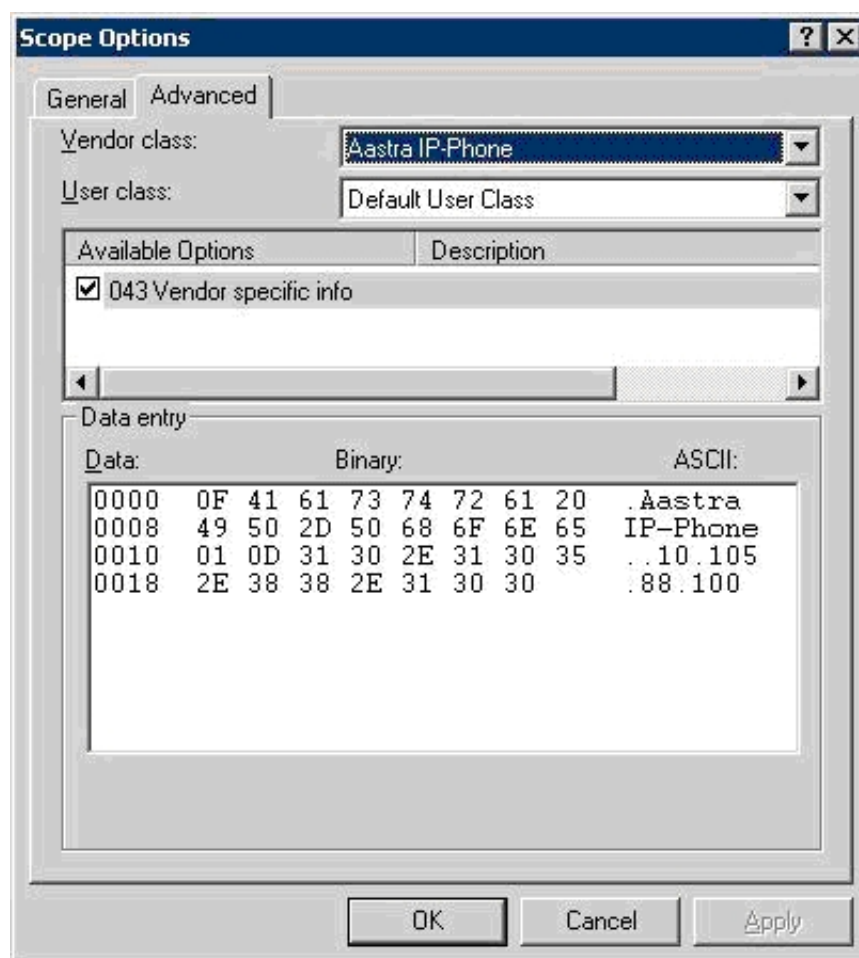 Scope Options
General Advanced
Vendor class: Aastra IP-Phone
User class: Default User Class
Available Options Description
043 Vendor specific info
Data entry
Data: Binary: ASCII:
0000 0F 41 61 73 74 72 61 20 .Aastra
0008 49 50 2D 50 68 6F 6E 65 IP-Phone
0010 01 0D 31 30 2E 31 30 35 ..10.105
0018 2E 38 38 2E 31 30 30 .88.100
OK Cancel Apply